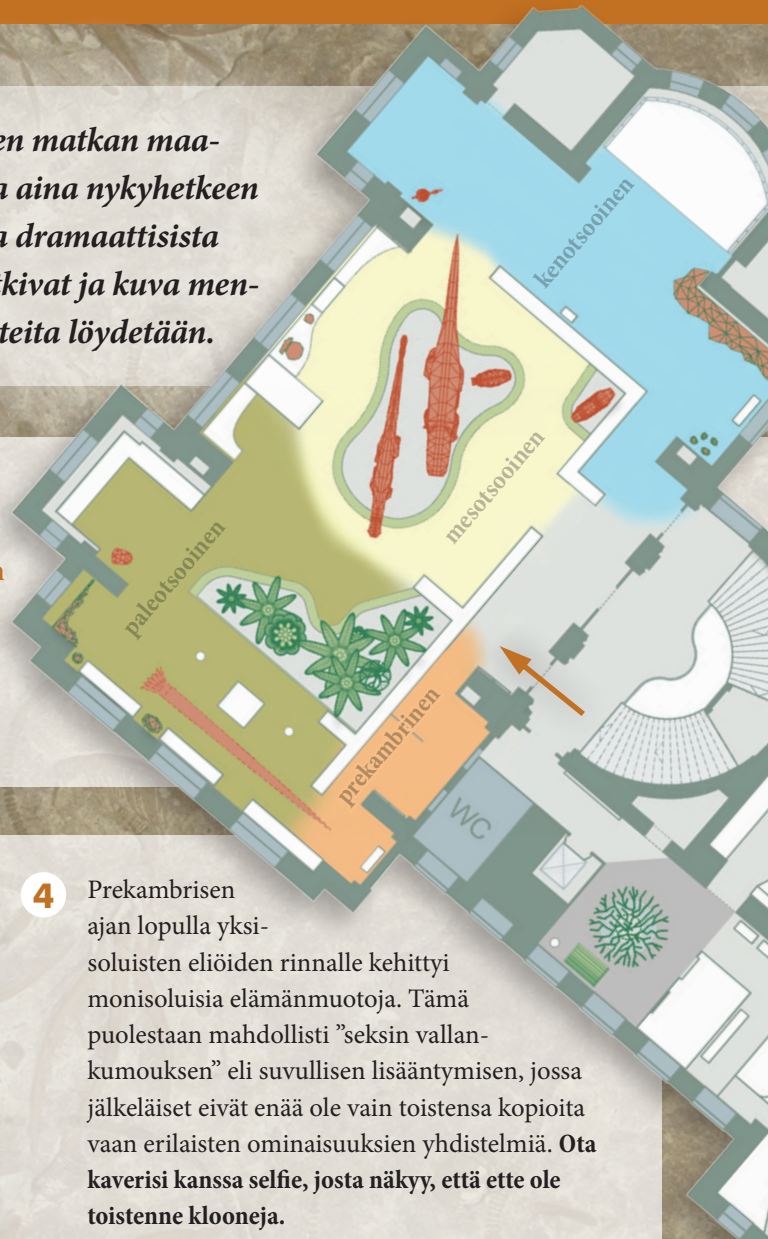 en matkan maa-
a aina nykyhetkeen
a dramaattisista
tkivat ja kuva men-
teita löydetään.
kenotsooinen
mesotsooinen
paleotsooinen
n
prekambrinen
WC
4
Prekambrisen
ajan lopulla yksi-
soluisten eliöiden rinnalle kehittyi
monisoluisia elämänmuotoja. Tämä
puolestaan mahdollisti ”seksin vallan-
kumouksen” eli suvullisen lisääntymisen, jossa
jälkeläiset eivät enää ole vain toistensa kopioita
vaan erilaisten ominaisuuksien yhdistelmiä. Ota
kaverisi kanssa selfie, josta näkyy, että ette ole
toistenne klooneja.